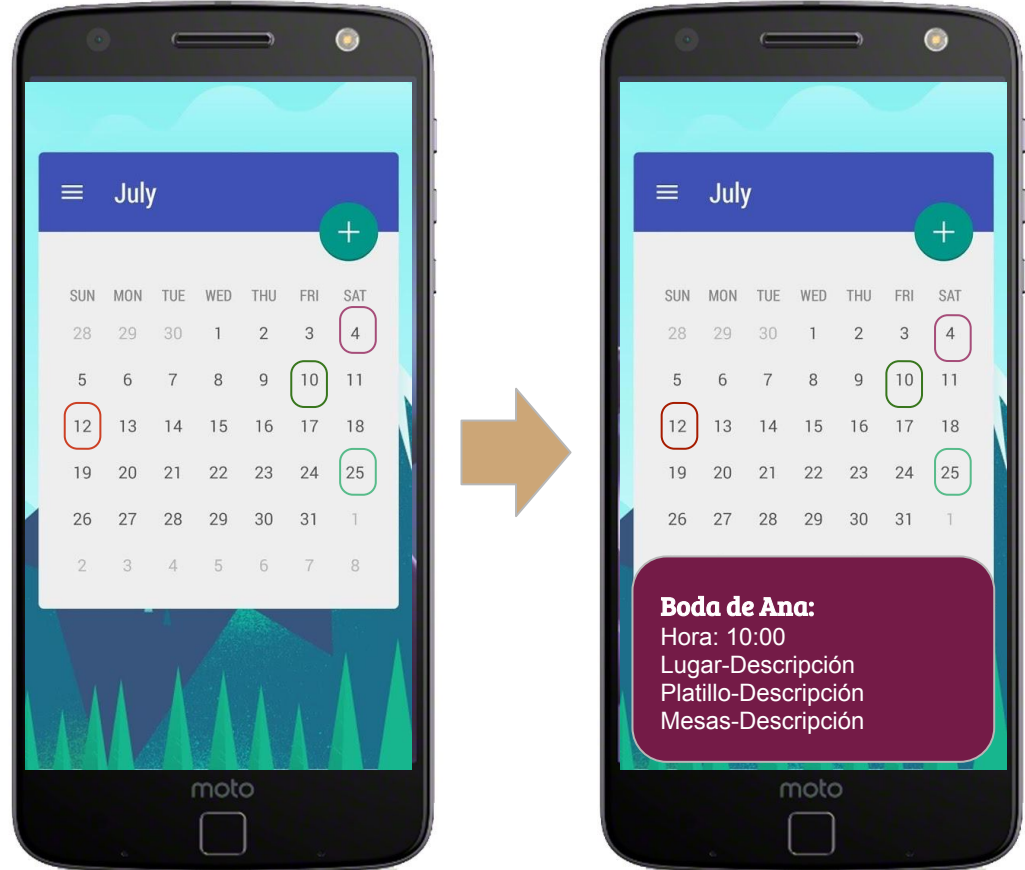 July
+
SUN MON TUE WED THU FRI SAT
28 29 30 1 2 3 4
5 6 7 8 9 10 11
12 13 14 15 16 17 18
19 20 21 22 23 24 25
26 27 28 29 30 31 1
2 3 4 5 6 7 8
moto
July
+
SUN MON TUE WED THU FRI SAT
28 29 30 1 2 3 4
5 6 7 8 9 10 11
12 13 14 15 16 17 18
19 20 21 22 23 24 25
26 27 28 29 30 31 1
Boda de Ana:
Hora: 10:00
Lugar-Descripción
Platillo-Descripción
Mesas-Descripción
moto